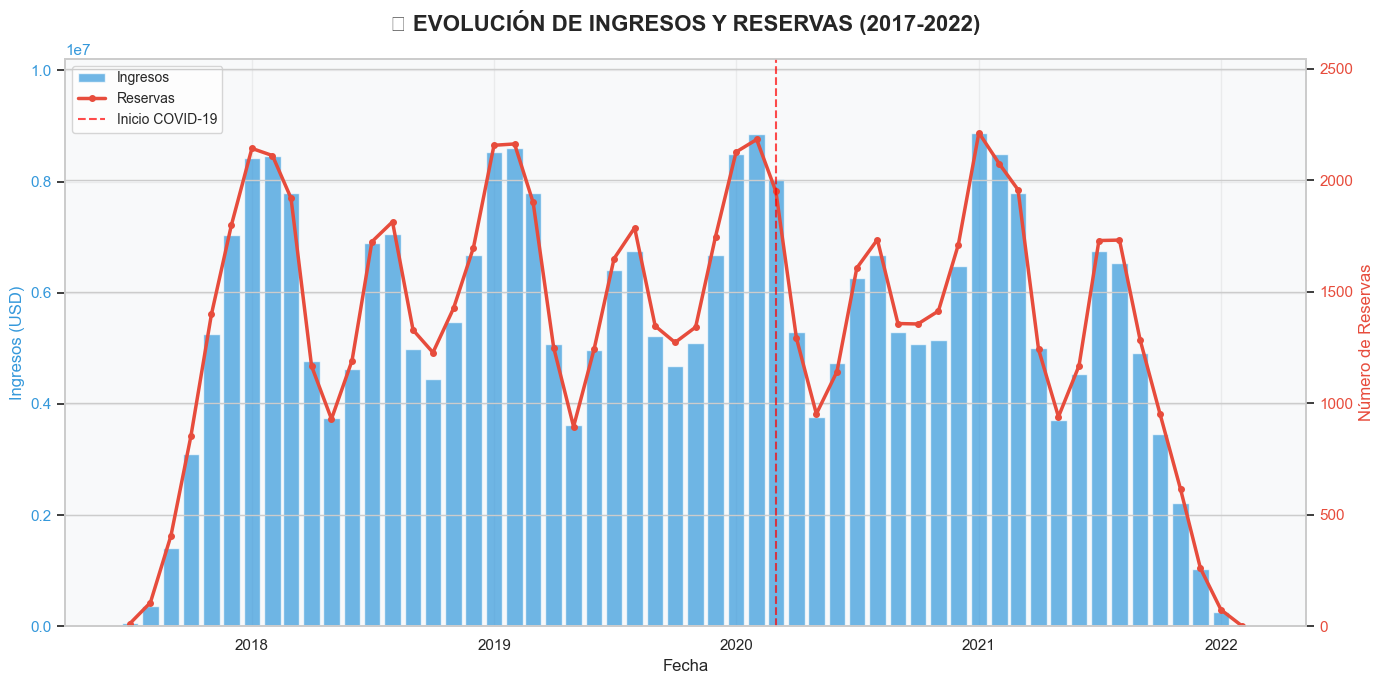 EVOLUCIÓN DE INGRESOS Y RESERVAS (2017-2022)
1e7
Ingresos
Reservas
Inicio COVID-19
1.0
0.8
0.6
0.4
0.2
0.0
Ingresos (USD)
2500
2000
1500
1000
500
0
Número de Reservas
2018 2019 2020 2021 2022
Fecha